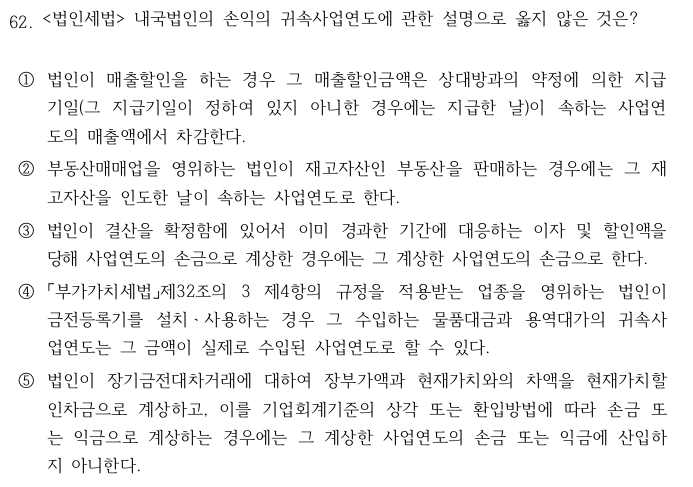 62. <법인세법> 내국법인의 손익의 귀속사업연도에 관한 설명으로 옳지 않은 것은?
① 법인이 매출할인을 하는 경우 그 매출할인금액은 상대방과의 약정에 의한 지급
기일(그 지급기일이 정하여 있지 아니한 경우에는 지급한 날)이 속하는 사업연
도의 매출액에서 차감한다.
② 부동산매매업을 영위하는 법인이 재고자산인 부동산을 판매하는 경우에는 그 재
고자산을 인도한 날이 속하는 사업연도로 한다.
③ 법인이 결산을 확정함에 있어서 이미 경과한 기간에 대응하는 이자 및 할인액을
당해 사업연도의 손금으로 계상한 경우에는 그 계상한 사업연도의 손금으로 한다.
④ 「부가가치세법」제32조의 3 제4항의 규정을 적용받는 업종을 영위하는 법인이
금전등록기를 설치ㆍ사용하는 경우 그 수입하는 물품대금과 용역대가의 귀속사
업연도는 그 금액이 실제로 수입된 사업연도로 할 수 있다.
⑤ 법인이 장기금전대차거래에 대하여 장부가액과 현재가치와의 차액을 현재가치할
인차금으로 계상하고, 이를 기업회계기준의 상각 또는 환입방법에 따라 손금 또
는 익금으로 계상하는 경우에는 그 계상한 사업연도의 손금 또는 익금에 산입하
지 아니한다.